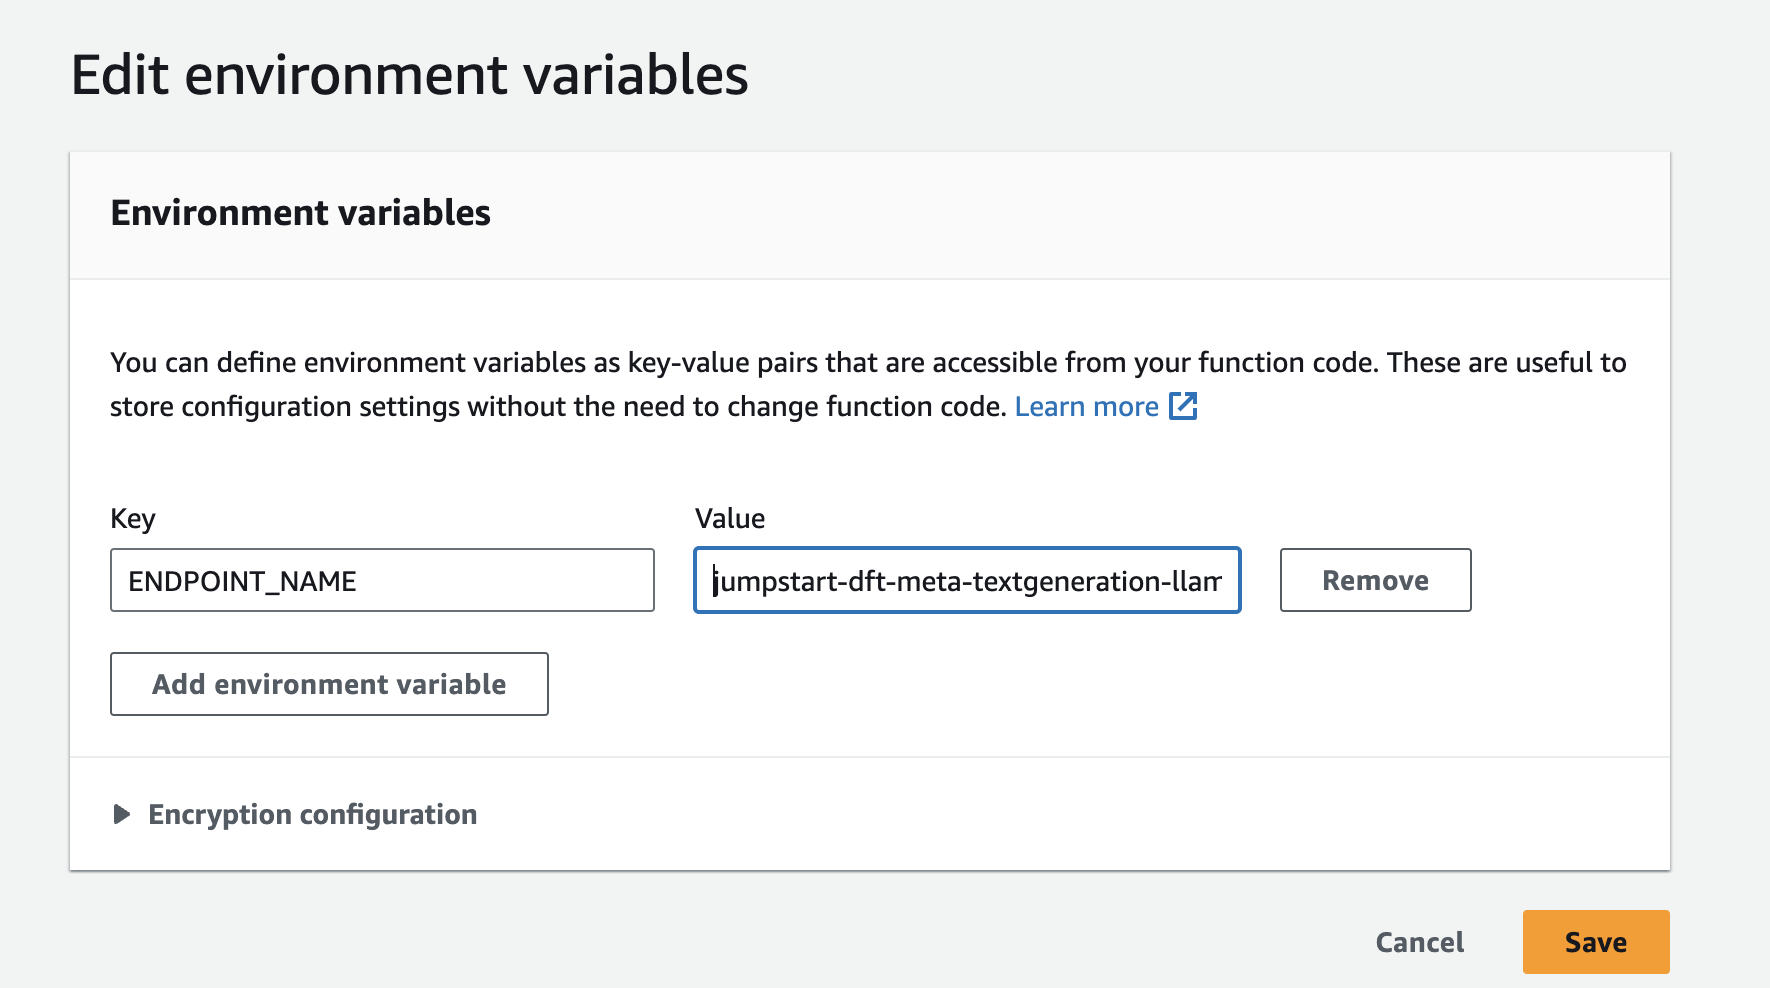 Edit environment variables
Environment variables
You can define environment variables as key-value pairs that are accessible from your function code. These are useful to
store configuration settings without the need to change function code. Learn more
Key
Value
ENDPOINT_NAME
jumpstart-dft-meta-textgeneration-llam
Remove
Add environment variable
Encryption configuration
Cancel
Save